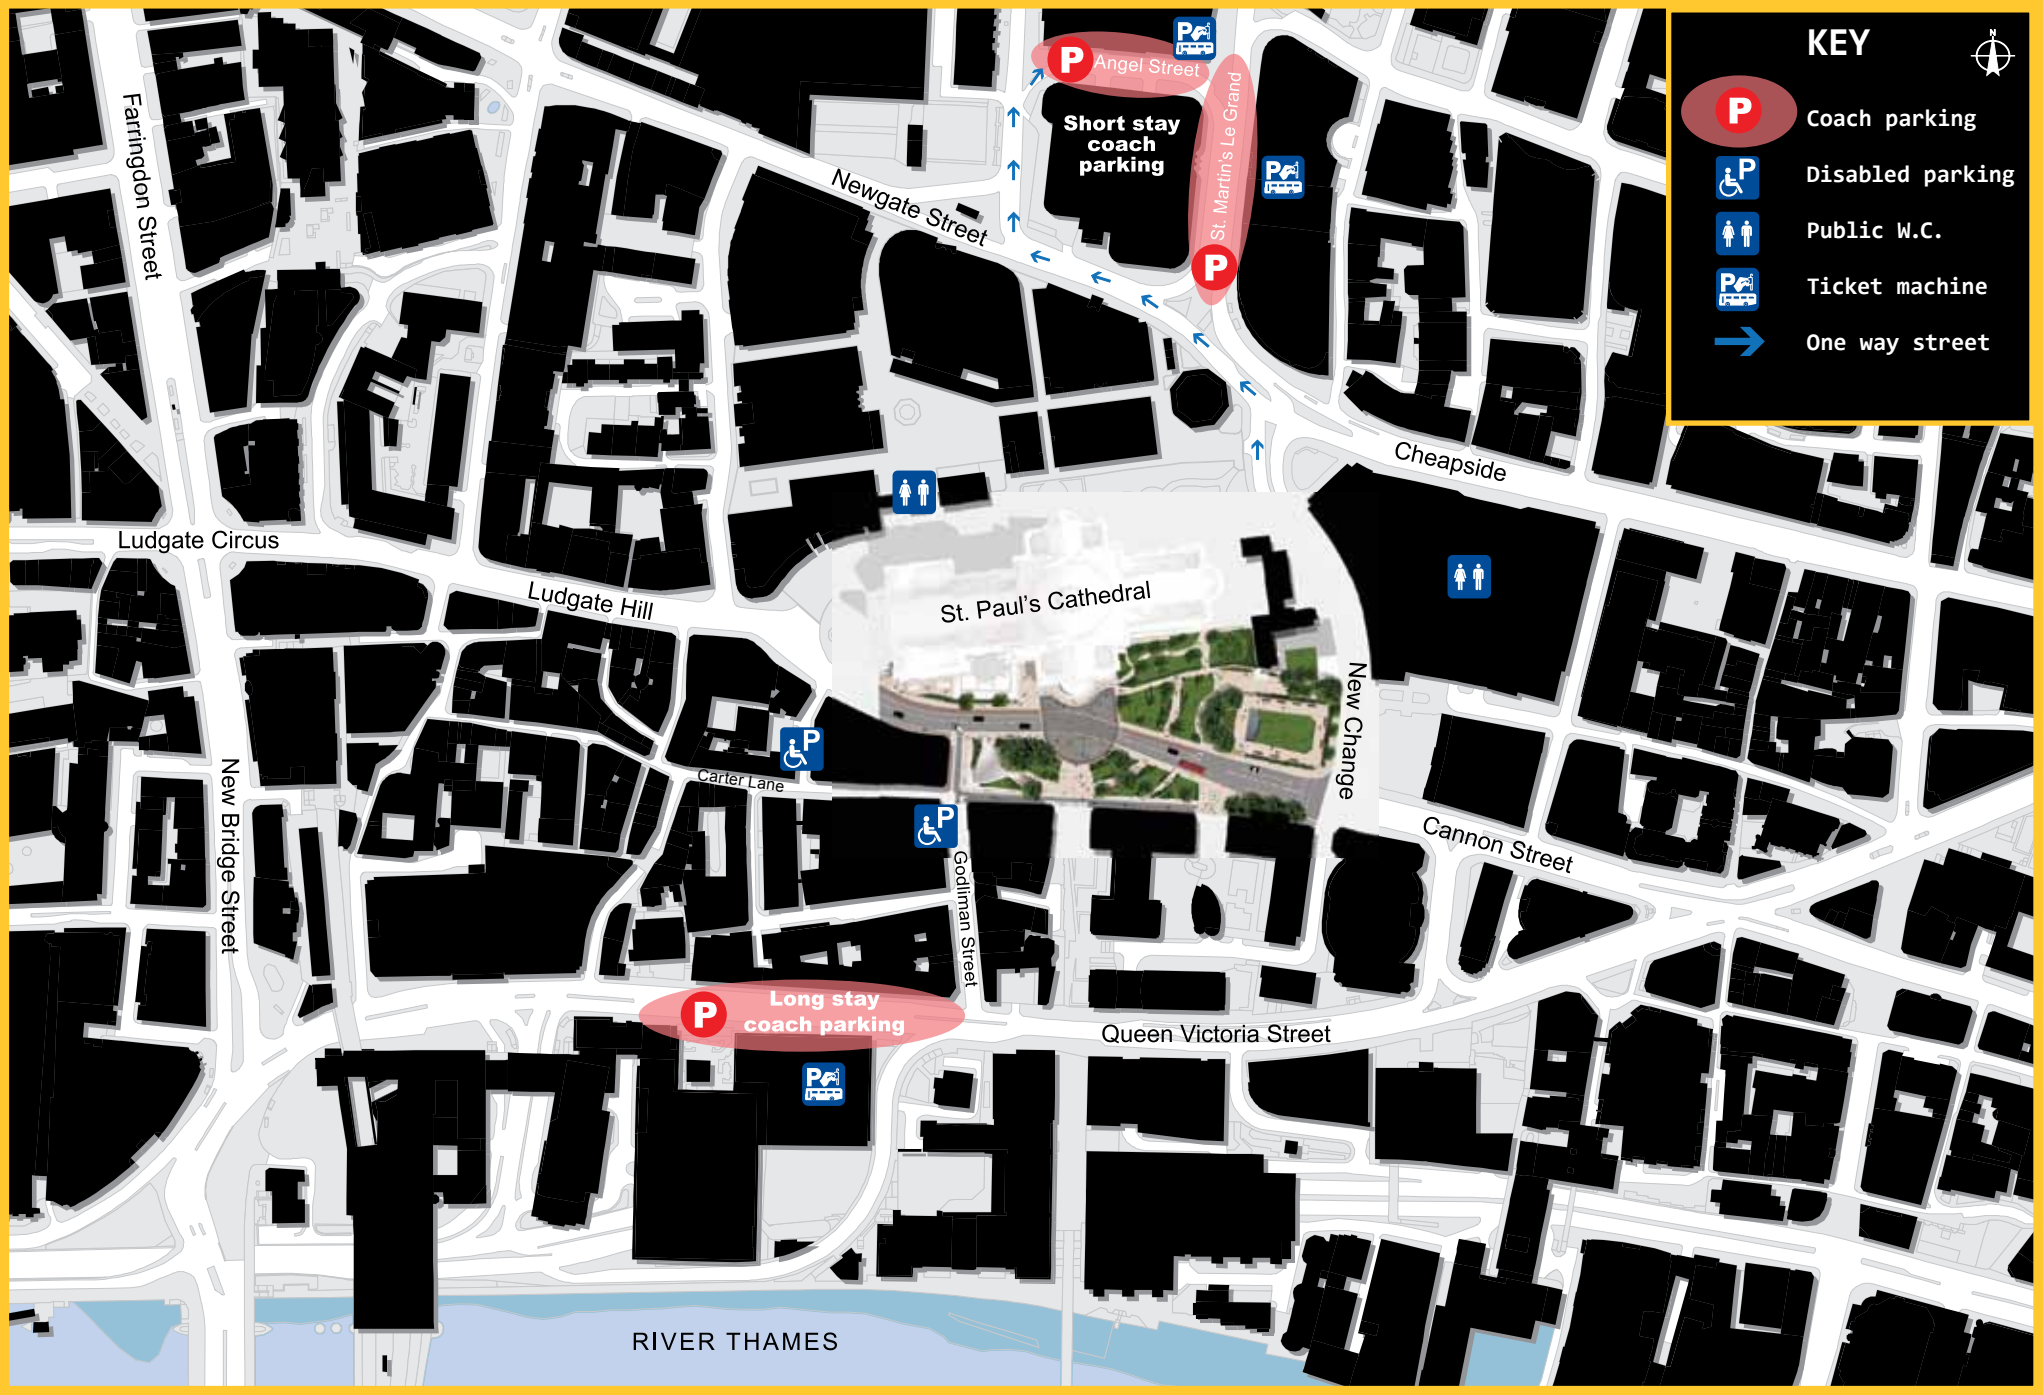 KEY
N
P
Coach parking
P
Disabled parking
Public W.C.
P
Ticket machine
One way street
P
P
Angel Street
St. Martin's Le Grand
Short stay
coach
parking
P
P
Farringdon Street
Newgate Street
Cheapside
Ludgate Circus
Ludgate Hill
St. Paul's Cathedral
New Change
P
Carter Lane
P
New Bridge Street
Cannon Street
Godliman Street
P
Long stay
coach parking
Queen Victoria Street
P
RIVER THAMES